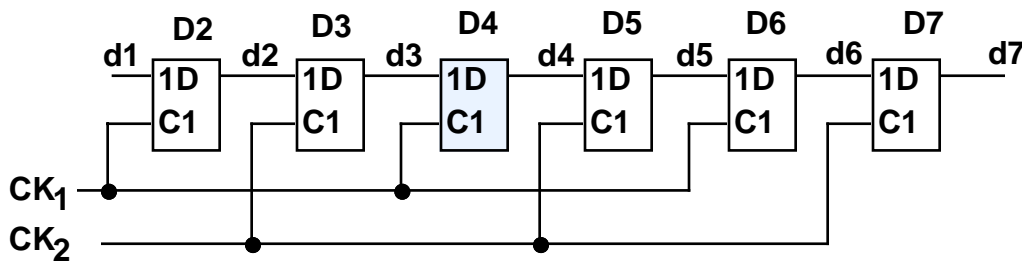 D2 D3 D4 D5 D6 D7
d1 d2 d3 d4 d5 d6 d7
1D 1D 1D 1D 1D 1D
C1 C1 C1 C1 C1 C1
CK1
CK2